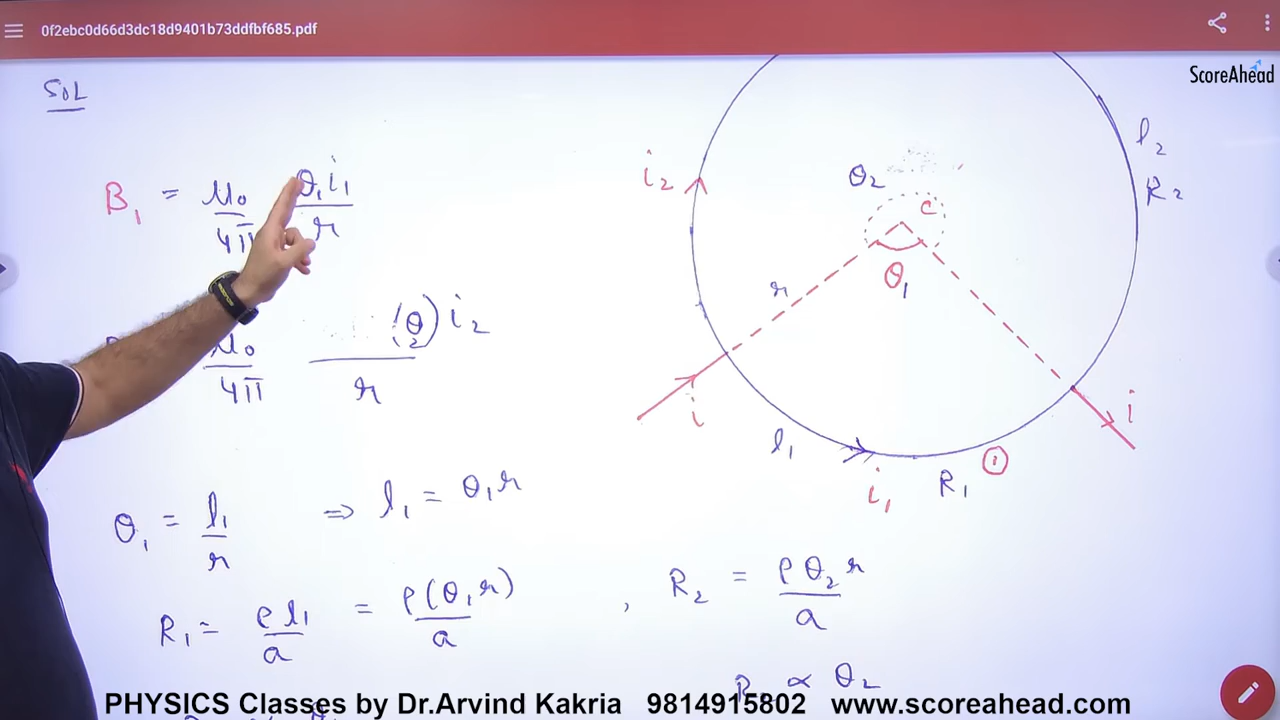 0f2ebc0d66d3dc18d9401b73ddfbf685.pdf
ScoreAhead
SOL
B₁ = μ₀/4π θ₁i₁/r
μ₀/4π (θ₂)i₂/r
θ₁ = l₁/r ⇒ l₁ = θ₁r
R₁ = ρl₁/a = ρ(θ₁r)/a , R₂ = ρθ₂r/a
∝ θ₂
i₂
θ₂
c
l₂
R₂
r
θ₁
i
i
l₁
i₁
R₁
①
PHYSICS Classes by Dr.Arvind Kakria 9814915802 www.scoreahead.com